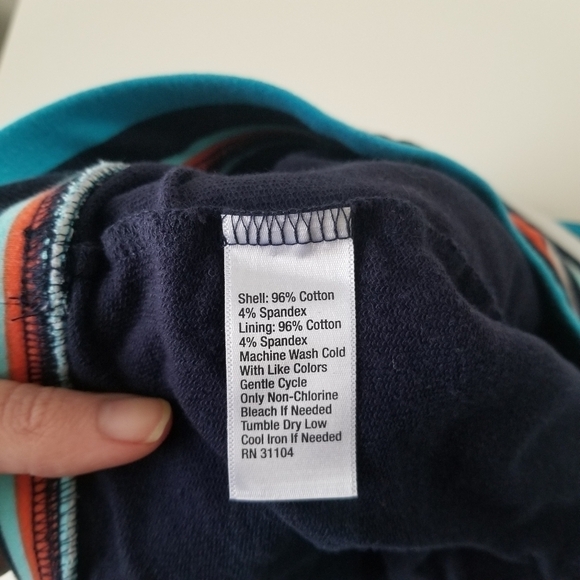 Shell: 96% Cotton
4% Spandex
Lining: 96% Cotton
4% Spandex
Machine Wash Cold
With Like Colors
Gentle Cycle
Only Non-Chlorine
Bleach If Needed
Tumble Dry Low
Cool Iron If Needed
RN 31104